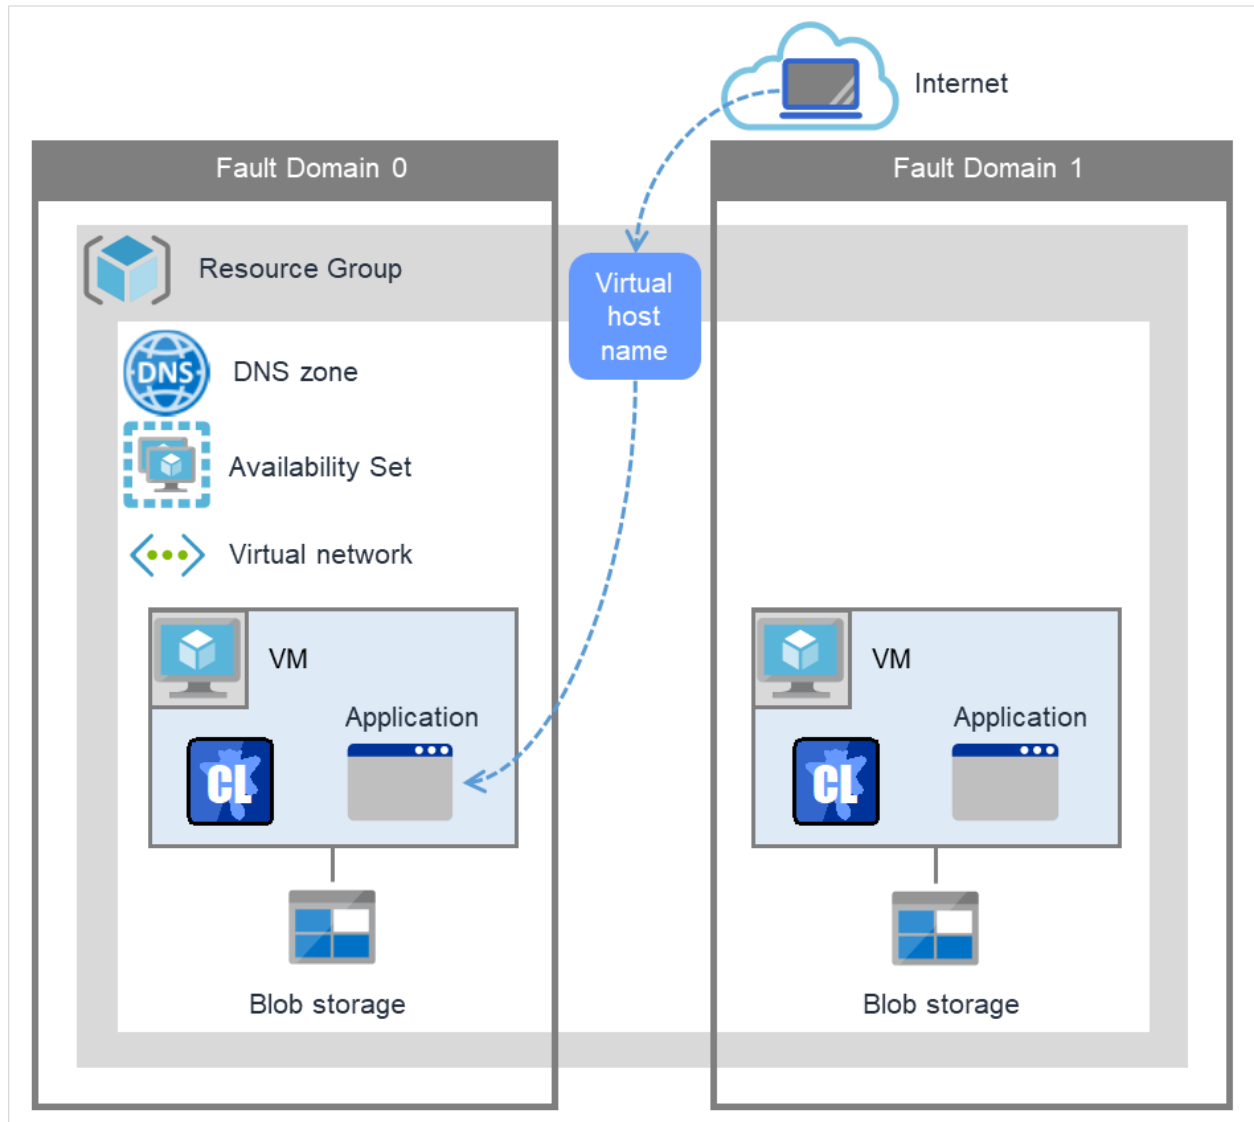 Internet
Fault Domain 0
Fault Domain 1
Resource Group
Virtual
host
name
DNS
DNS zone
Availability Set
Virtual network
VM
Application
CL
Blob storage
VM
Application
CL
Blob storage